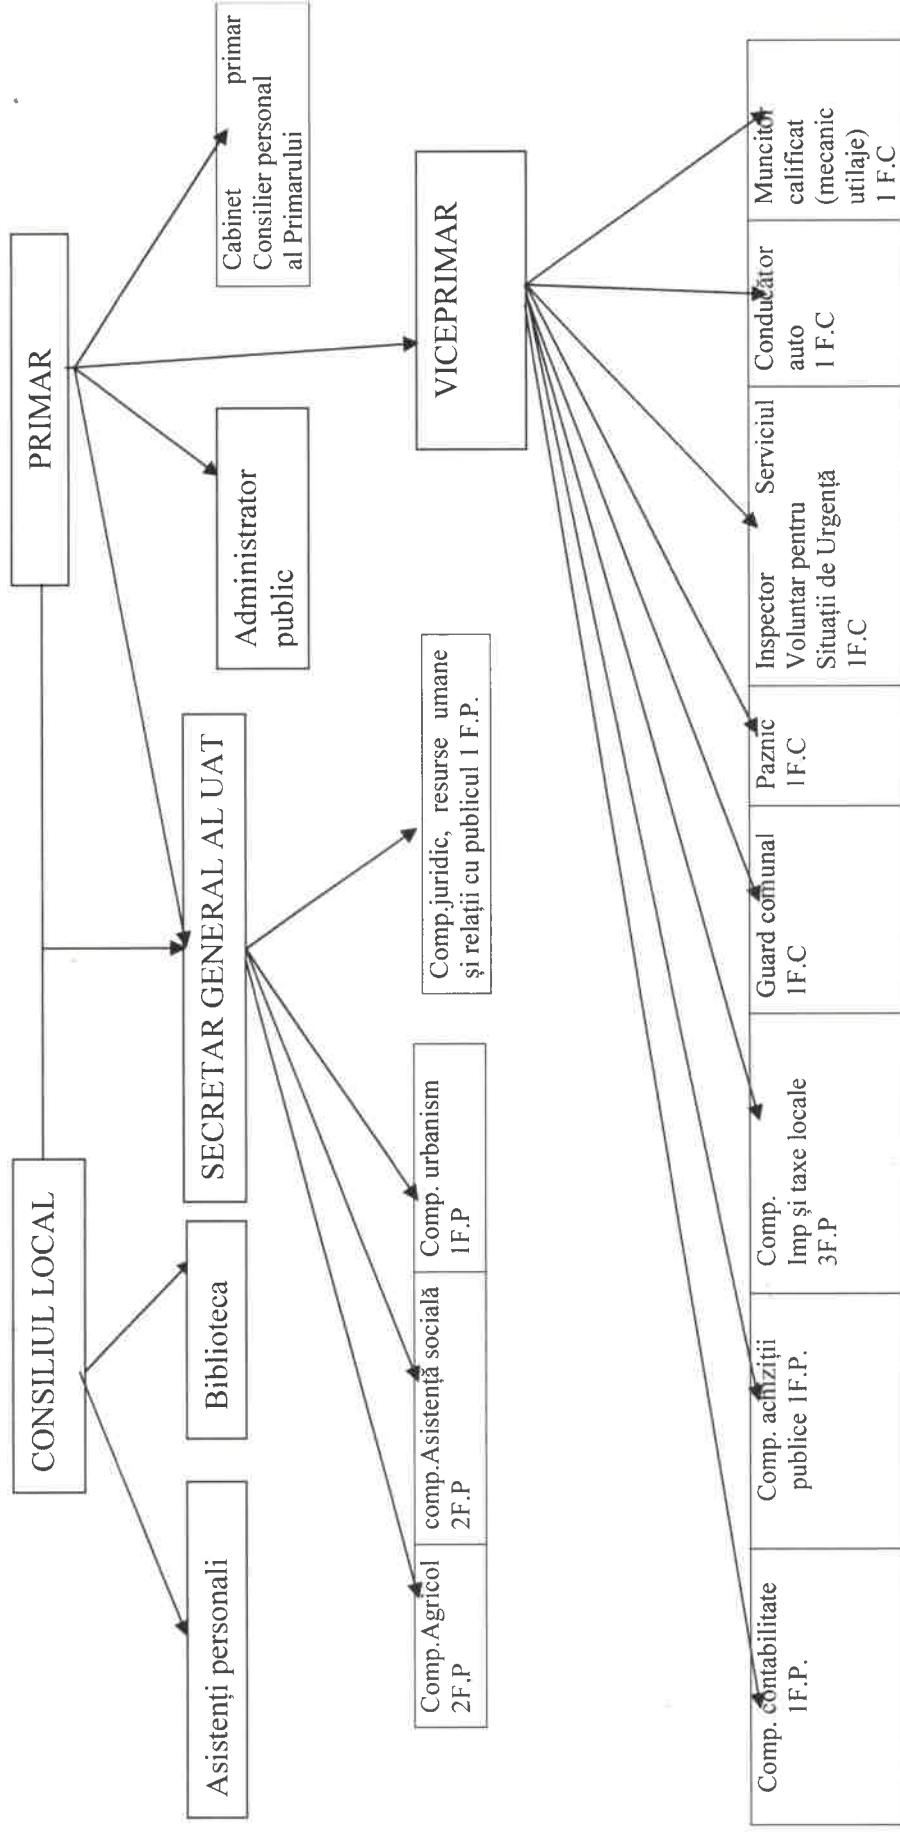 CONSILIUL LOCAL
PRIMAR
Asistenți personali
Biblioteca
SECRETAR GENERAL AL UAT
Administrator
public
Cabinet primar
Consilier personal
al Primarului
Comp.Agricol
2F.P
comp.Asistență socială
2F.P
Comp. urbanism
1F.P
Comp.juridic, resurse umane
și relații cu publicul 1 F.P.
VICEPRIMAR
Comp. contabilitate
1F.P.
Comp. achiziții
publice 1F.P.
Comp.
Imp și taxe locale
3F.P
Guard comunal
1F.C
Paznic
1F.C
Inspector Serviciul
Voluntar pentru
Situații de Urgență
1F.C
Conducător
auto
1 F.C
Muncitor
calificat
(mecanic
utilaje)
1 F.C